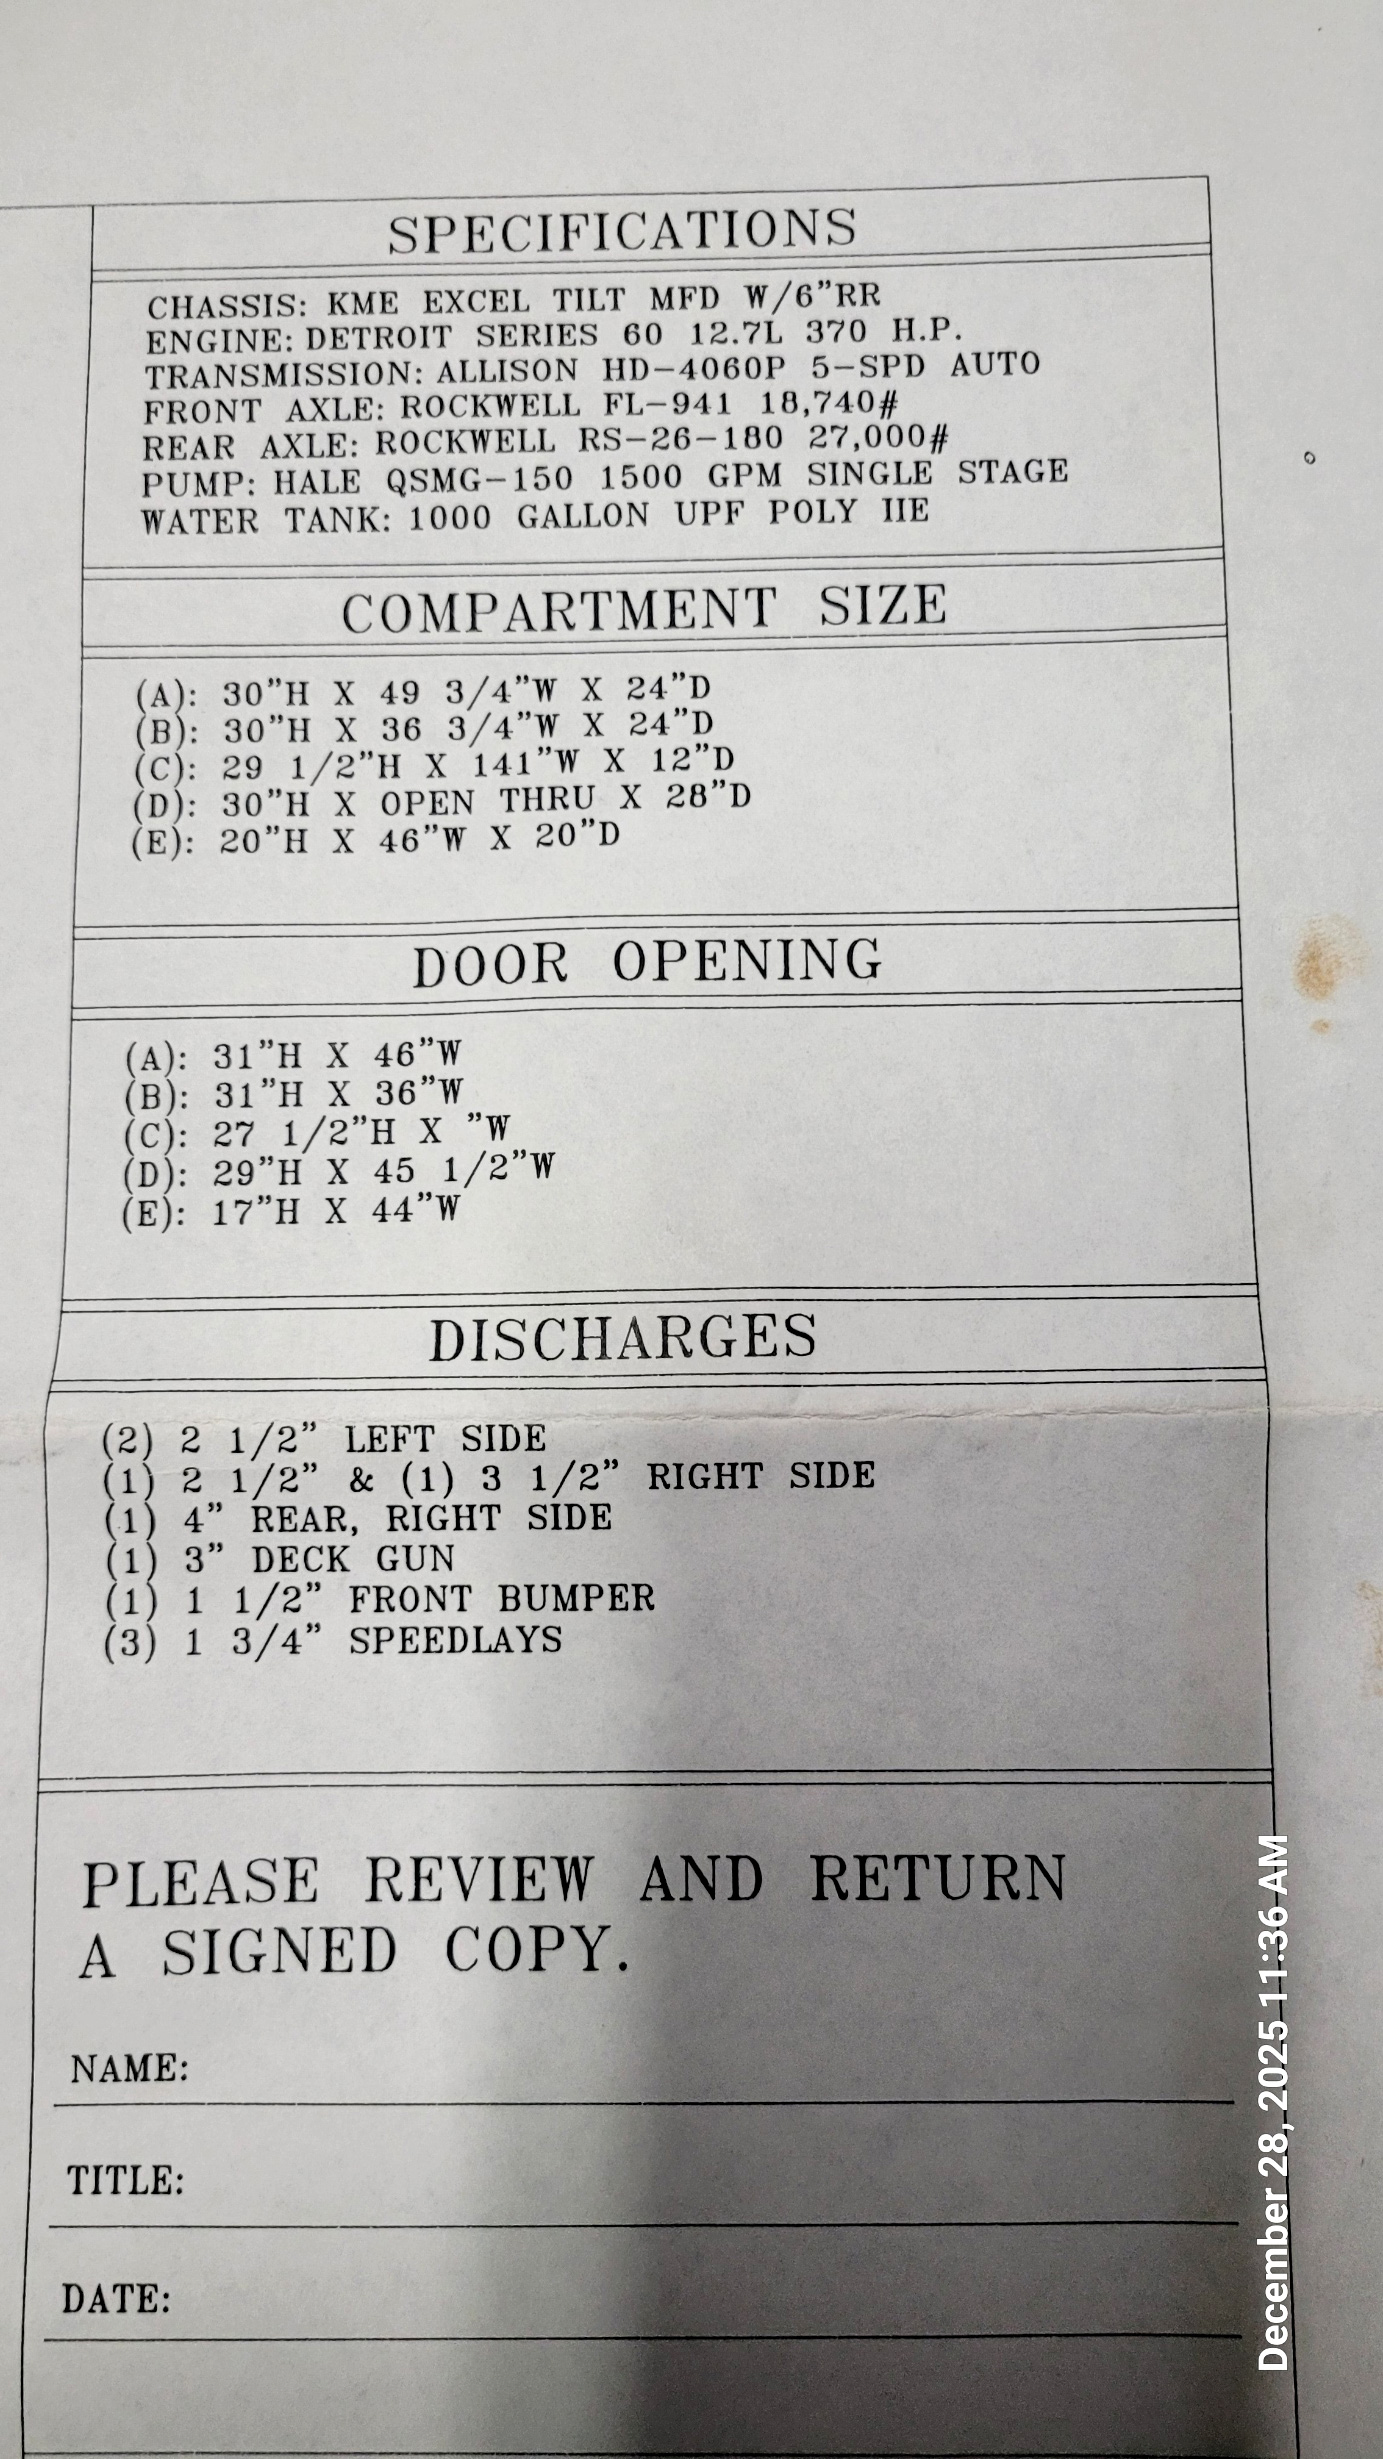 SPECIFICATIONS
CHASSIS: KME EXCEL TILT MFD W/6”RR
ENGINE: DETROIT SERIES 60 12.7L 370 H.P.
TRANSMISSION: ALLISON HD-4060P 5-SPD AUTO
FRONT AXLE: ROCKWELL FL-941 18,740#
REAR AXLE: ROCKWELL RS-26-180 27,000#
PUMP: HALE QSMG-150 1500 GPM SINGLE STAGE
WATER TANK: 1000 GALLON UPF POLY IIE
COMPARTMENT SIZE
(A): 30”H X 49 3/4”W X 24”D
(B): 30”H X 36 3/4”W X 24”D
(C): 29 1/2”H X 141”W X 12”D
(D): 30”H X OPEN THRU X 28”D
(E): 20”H X 46”W X 20”D
DOOR OPENING
(A): 31”H X 46”W
(B): 31”H X 36”W
(C): 27 1/2”H X ”W
(D): 29”H X 45 1/2”W
(E): 17”H X 44”W
DISCHARGES
(2) 2 1/2” LEFT SIDE
(1) 2 1/2” & (1) 3 1/2” RIGHT SIDE
(1) 4” REAR, RIGHT SIDE
(1) 3” DECK GUN
(1) 1 1/2” FRONT BUMPER
(3) 1 3/4” SPEEDLAYS
PLEASE REVIEW AND RETURN
A SIGNED COPY.
NAME:
TITLE:
DATE:
December 28, 2025 11:36 AM